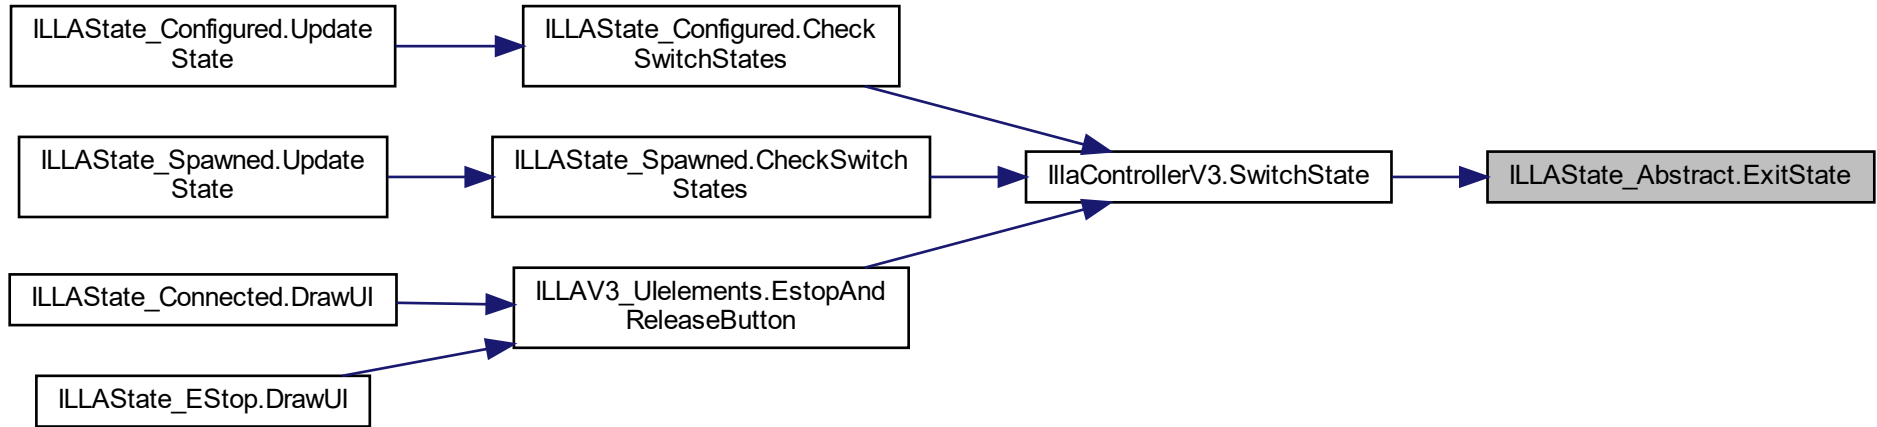 ILLAState_Configured.Update
State
ILLAState_Configured.Check
SwitchStates
ILLAState_Spawned.Update
State
ILLAState_Spawned.CheckSwitch
States
IllaControllerV3.SwitchState
ILLAState_Abstract.ExitState
ILLAState_Connected.DrawUI
ILLAV3_UIelements.EstopAnd
ReleaseButton
ILLAState_EStop.DrawUI